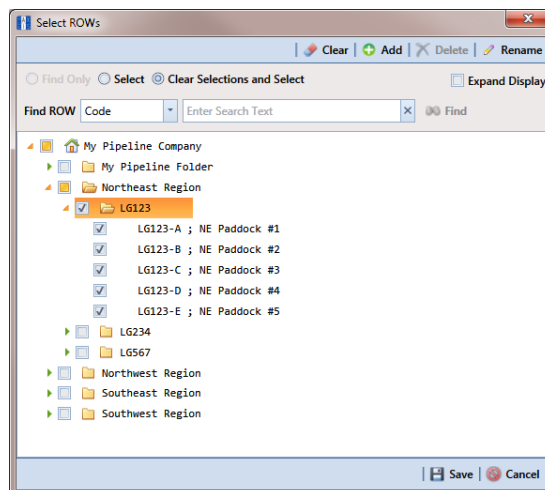 Select ROWs
Clear Add Delete Rename
Find Only Select Clear Selections and Select Expand Display
Find ROW Code Enter Search Text Find
My Pipeline Company
My Pipeline Folder
Northeast Region
LG123
LG123-A ; NE Paddock #1
LG123-B ; NE Paddock #2
LG123-C ; NE Paddock #3
LG123-D ; NE Paddock #4
LG123-E ; NE Paddock #5
LG234
LG567
Northwest Region
Southeast Region
Southwest Region
Save Cancel